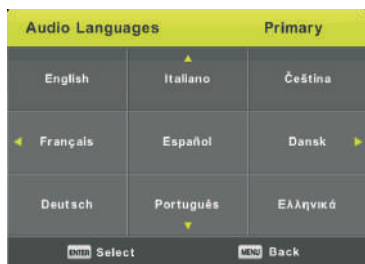 Audio Languages Primary
English Italiano Čeština
Français Español Dansk
Deutsch Português Ελληνικά
ENTER Select MENU Back